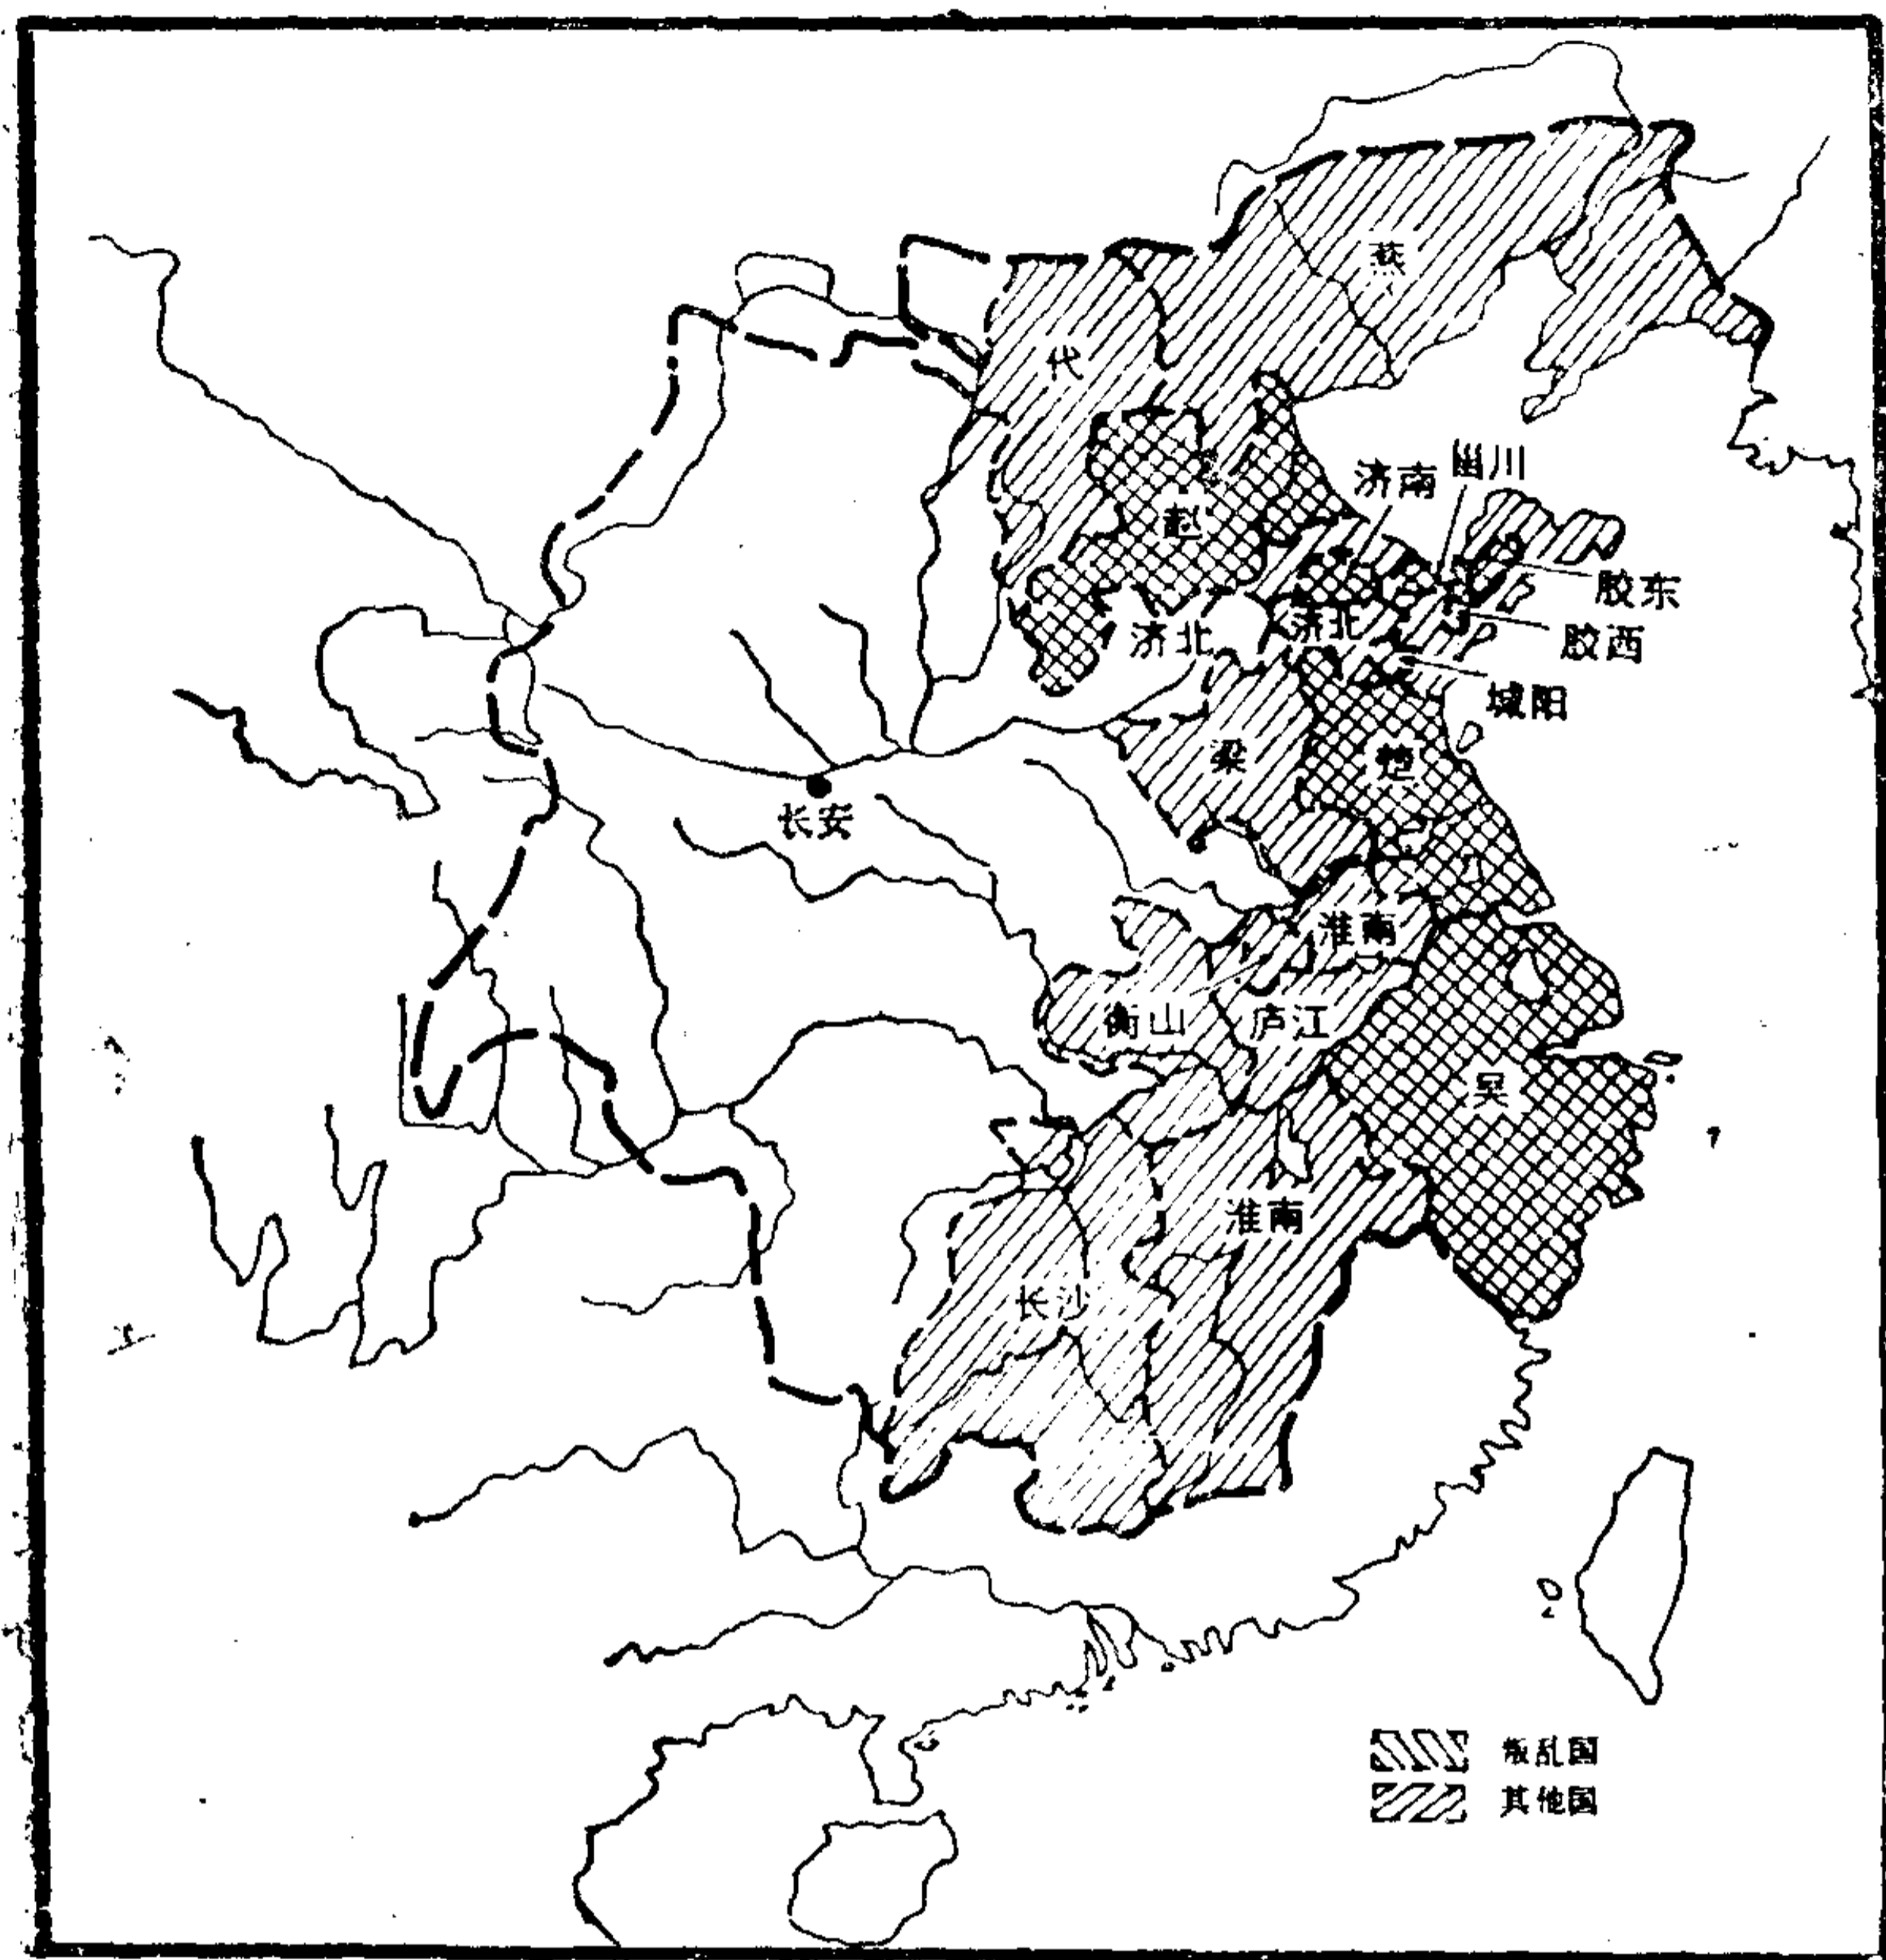 燕
代
济南
甾川
赵
胶东
济北
济北
胶西
城阳
梁
楚
长安
淮南
衡山
庐江
吴
淮南
长沙
叛乱国
其他国